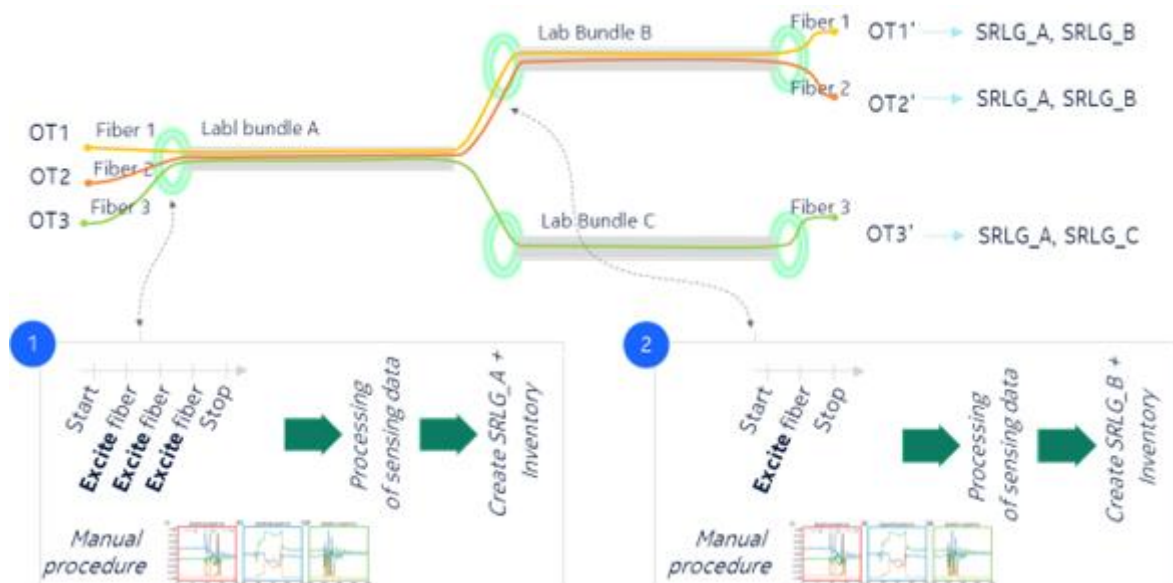 Lab Bundle B
Fiber 1
OT1'
SRLG_A, SRLG_B
Fiber 2
OT2'
SRLG_A, SRLG_B
OT1
Fiber 1
Labl bundle A
OT2
Fiber 2
OT3
Fiber 3
Lab Bundle C
Fiber 3
OT3'
SRLG_A, SRLG_C
1
Start
Excite fiber
Excite fiber
Excite fiber
Stop
Processing
of sensing data
Create SRLG_A +
Inventory
Manual
procedure
2
Start
Excite fiber
Stop
Processing
of sensing data
Create SRLG_B +
Inventory
Manual
procedure